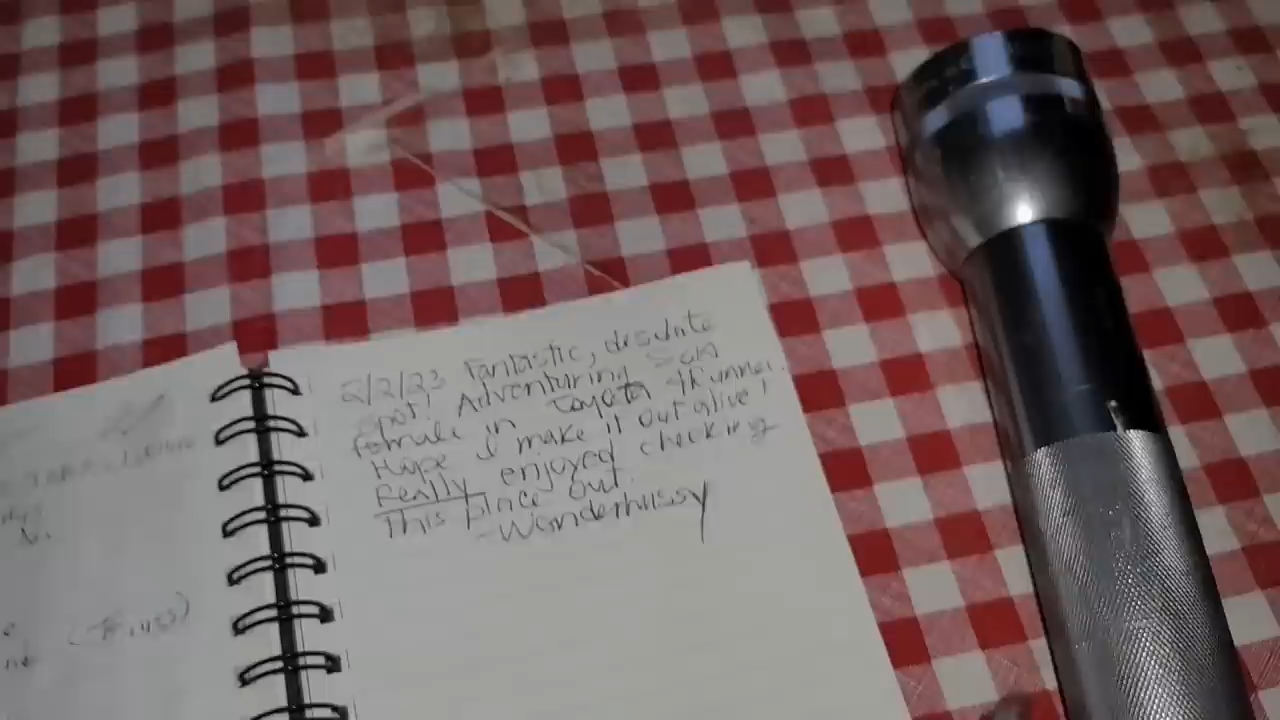 2/2/23 Fantastic, desolate
spot! Adventuring Solo
female in Toyota 4Runner.
Hope I make it out alive!
Really enjoyed checking
This place out.
-Wonderhussy